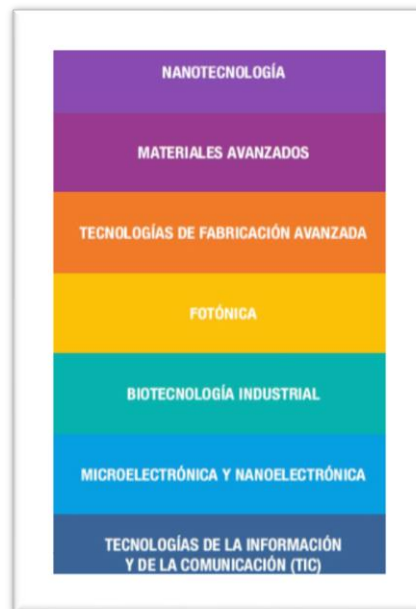 NANOTECNOLOGÍA
MATERIALES AVANZADOS
TECNOLOGÍAS DE FABRICACIÓN AVANZADA
FOTÓNICA
BIOTECNOLOGÍA INDUSTRIAL
MICROELECTRÓNICA Y NANOELECTRÓNICA
TECNOLOGÍAS DE LA INFORMACIÓN
Y DE LA COMUNICACIÓN (TIC)